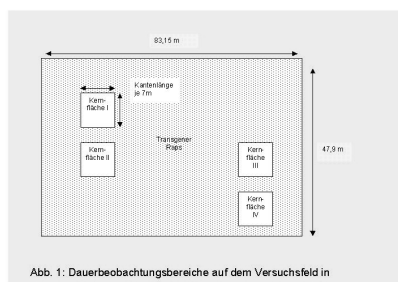 83,15 m
Kantenlänge
je 7m
Kern-
fläche I
Transgener
Raps
Kern-
fläche II
Kern-
fläche
III
47,9 m
Kern-
fläche
IV
Abb. 1: Dauerbeobachtungsbereiche auf dem Versuchsfeld in